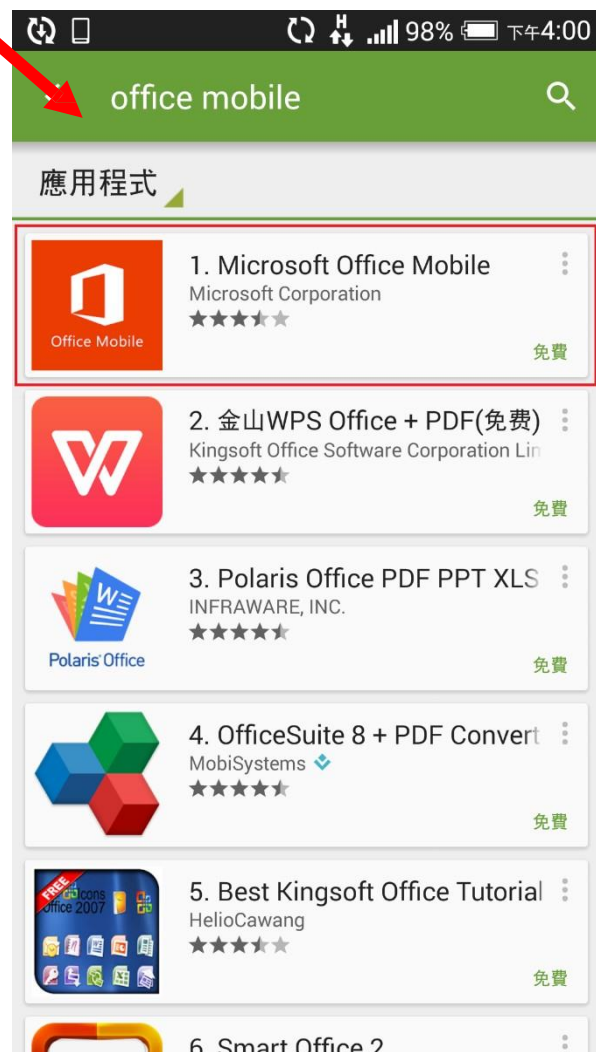 98% 下午4:00
H
office mobile
應用程式
1. Microsoft Office Mobile
Microsoft Corporation
Office Mobile
免費
2. 金山WPS Office + PDF(免费)
Kingsoft Office Software Corporation Lin
免費
3. Polaris Office PDF PPT XLS
INFRAWARE, INC.
Polaris Office
免費
4. OfficeSuite 8 + PDF Convert
MobiSystems
免費
5. Best Kingsoft Office Tutorial
HelioCawang
FREE
Office 2007
免費
6. Smart Office 2